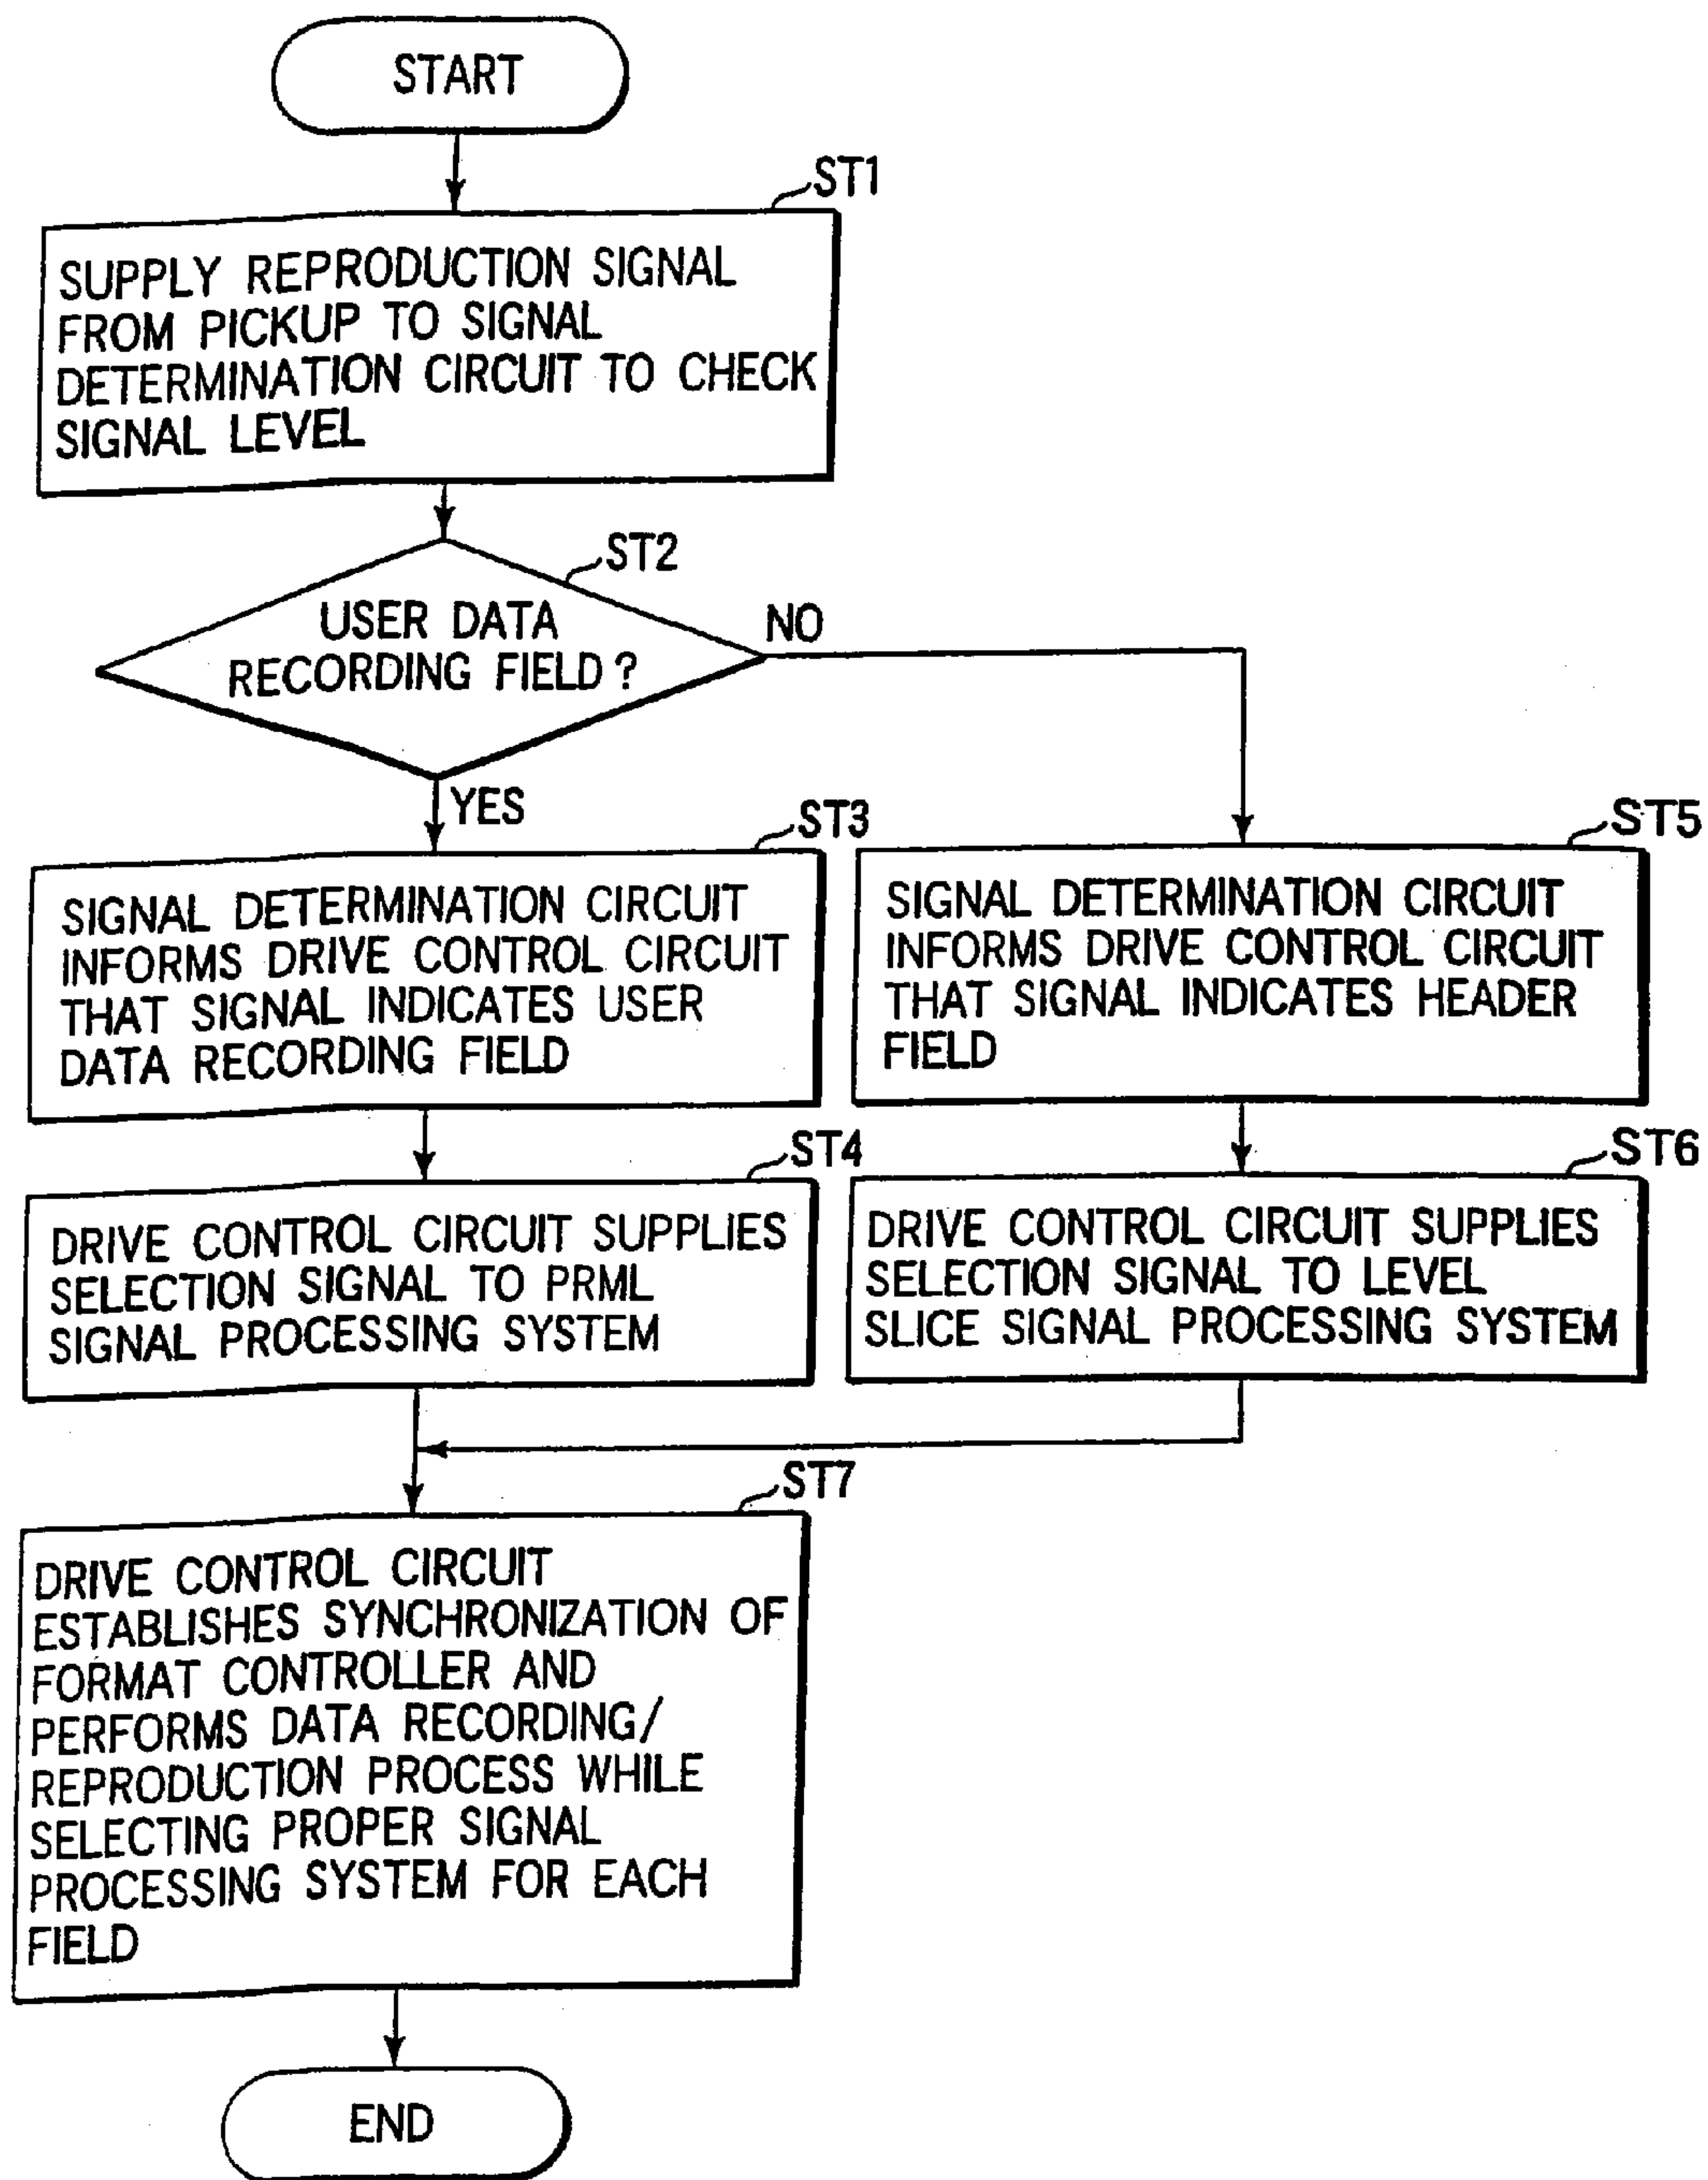 START
ST1
SUPPLY REPRODUCTION SIGNAL
FROM PICKUP TO SIGNAL
DETERMINATION CIRCUIT TO CHECK
SIGNAL LEVEL
ST2
USER DATA
RECORDING FIELD?
NO
YES
ST3
SIGNAL DETERMINATION CIRCUIT
INFORMS DRIVE CONTROL CIRCUIT
THAT SIGNAL INDICATES USER
DATA RECORDING FIELD
ST5
SIGNAL DETERMINATION CIRCUIT
INFORMS DRIVE CONTROL CIRCUIT
THAT SIGNAL INDICATES HEADER
FIELD
ST4
DRIVE CONTROL CIRCUIT SUPPLIES
SELECTION SIGNAL TO PRML
SIGNAL PROCESSING SYSTEM
ST6
DRIVE CONTROL CIRCUIT SUPPLIES
SELECTION SIGNAL TO LEVEL
SLICE SIGNAL PROCESSING SYSTEM
ST7
DRIVE CONTROL CIRCUIT
ESTABLISHES SYNCHRONIZATION OF
FORMAT CONTROLLER AND
PERFORMS DATA RECORDING/
REPRODUCTION PROCESS WHILE
SELECTING PROPER SIGNAL
PROCESSING SYSTEM FOR EACH
FIELD
END